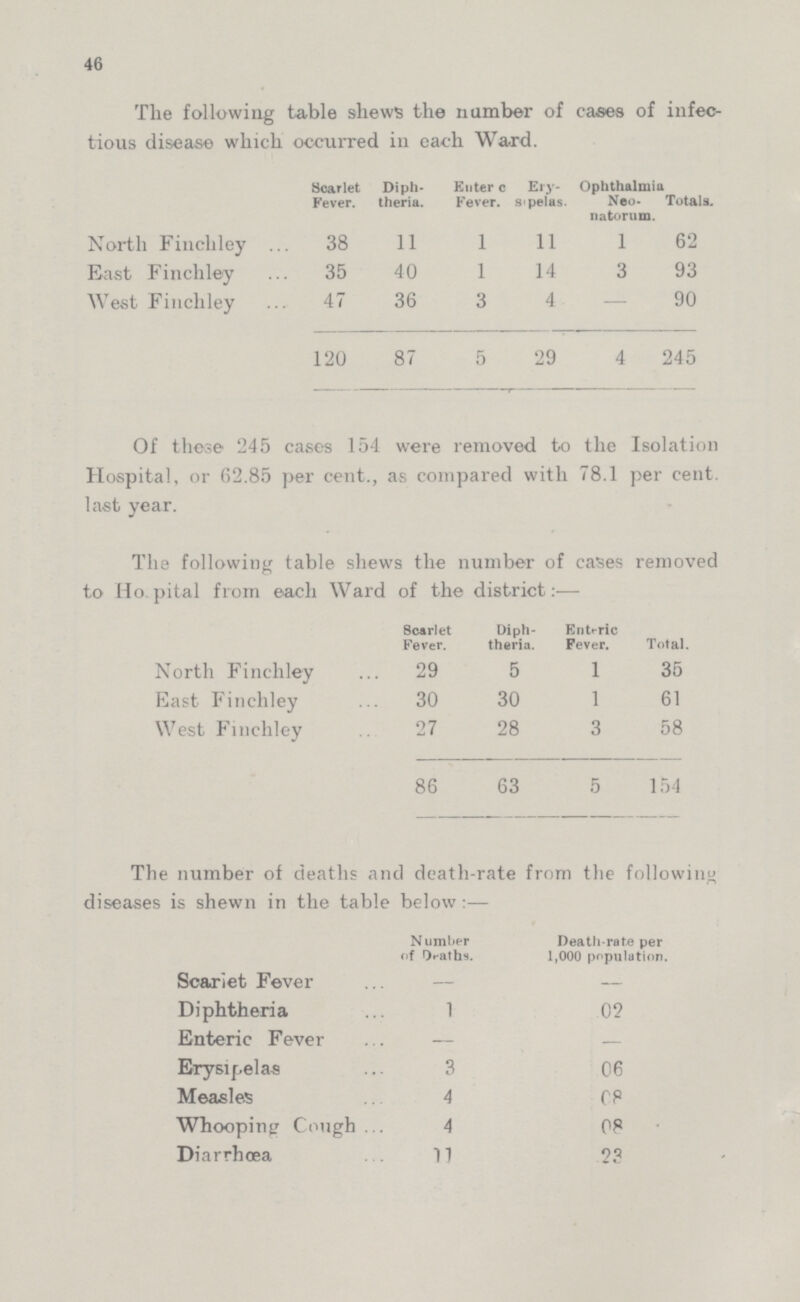 46
The following table shews the number of cases of infec-
tious disease which occurred in each Ward.
Scarlet Diph- Enter c Ery- Ophthalmia
Fever. theria. Fever. sipelas. Neo- Totals.
natorum.
North Finchley ... 38 11 1 11 1 62
East Finchley ... 35 40 1 14 3 93
West Finchley ... 47 36 3 4 — 90
120 87 5 29 4 245
Of these 245 cases 154 were removed to the Isolation
Hospital, or 62.85 per cent., as compared with 78.1 per cent.
last year.
The following table shews the number of cases removed
to Ho pital from each Ward of the district:—
Scarlet Diph- Enteric
Fever. theria. Fever. Total.
North Finchley ... 29 5 1 35
East Finchley ... 30 30 1 61
West Finchley .. 27 28 3 58
86 63 5 154
The number of deaths and death-rate from the following
diseases is shewn in the table below:—
Number Death-rate per
of Deaths. 1,000 population.
Scarlet Fever ... — —
Diphtheria ... 1 02
Enteric Fever ... — —
Erysipelas ... 3 06
Measles ... 4 08
Whooping Cough ... 4 08
Diarrhœa ... 11 .23